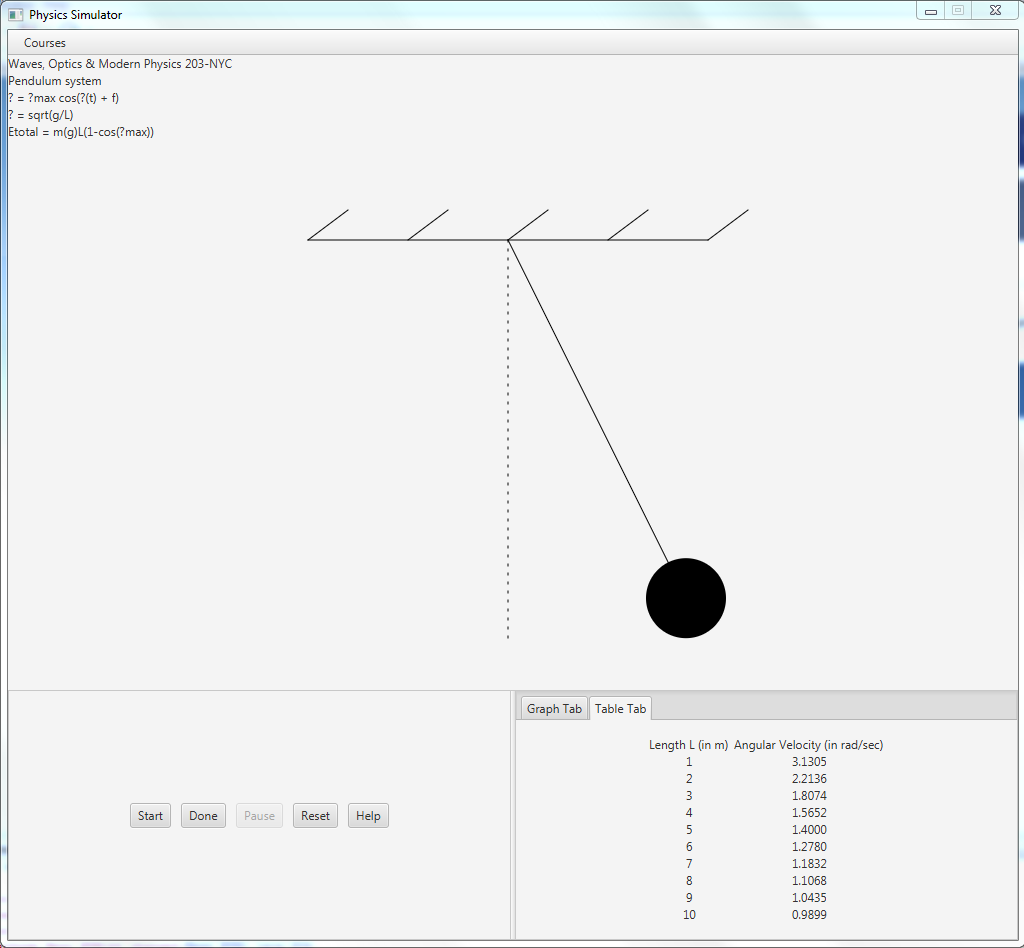 Physics Simulator
Courses
Waves, Optics & Modern Physics 203-NYC
Pendulum system
? = ?max cos(?(t) + f)
? = sqrt(g/L)
Etotal = m(g)L(1-cos(?max))
Start Done Pause Reset Help
Graph Tab Table Tab
Length L (in m) Angular Velocity (in rad/sec)
1 3.1305
2 2.2136
3 1.8074
4 1.5652
5 1.4000
6 1.2780
7 1.1832
8 1.1068
9 1.0435
10 0.9899